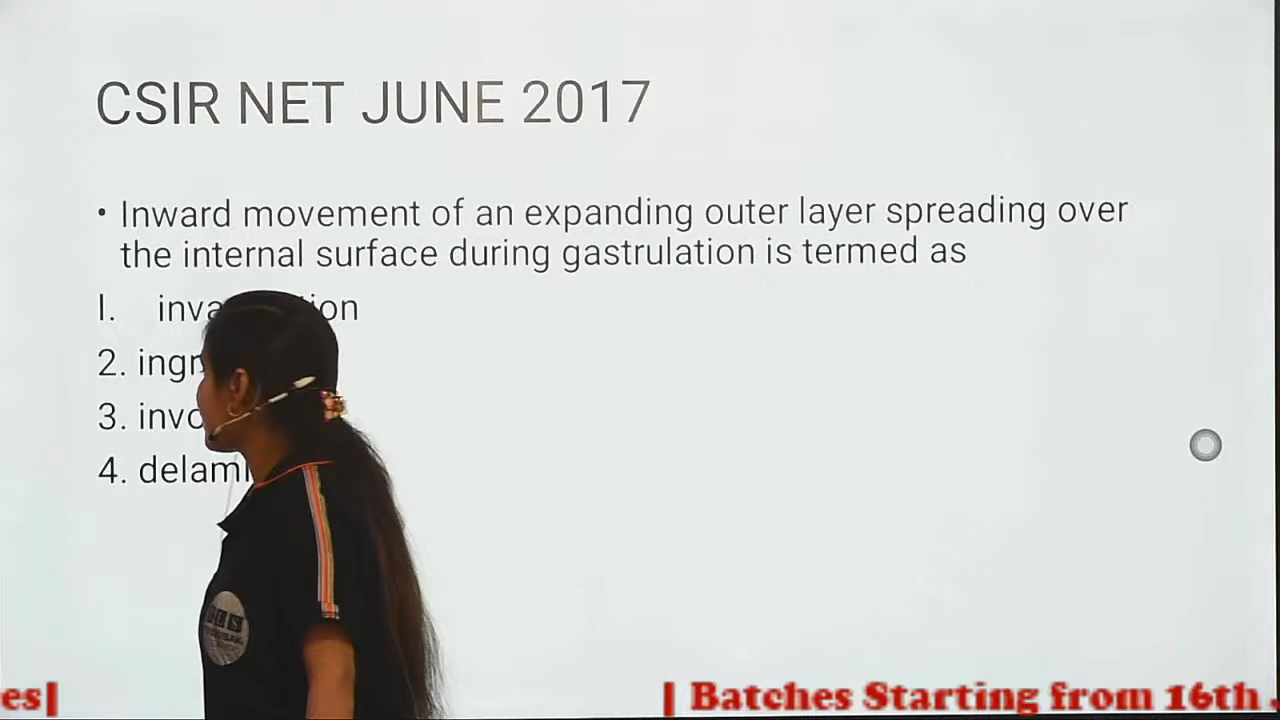 CSIR NET JUNE 2017
• Inward movement of an expanding outer layer spreading over
the internal surface during gastrulation is termed as
I.
2.
3.
4.
es|
| Batches Starting from 16th